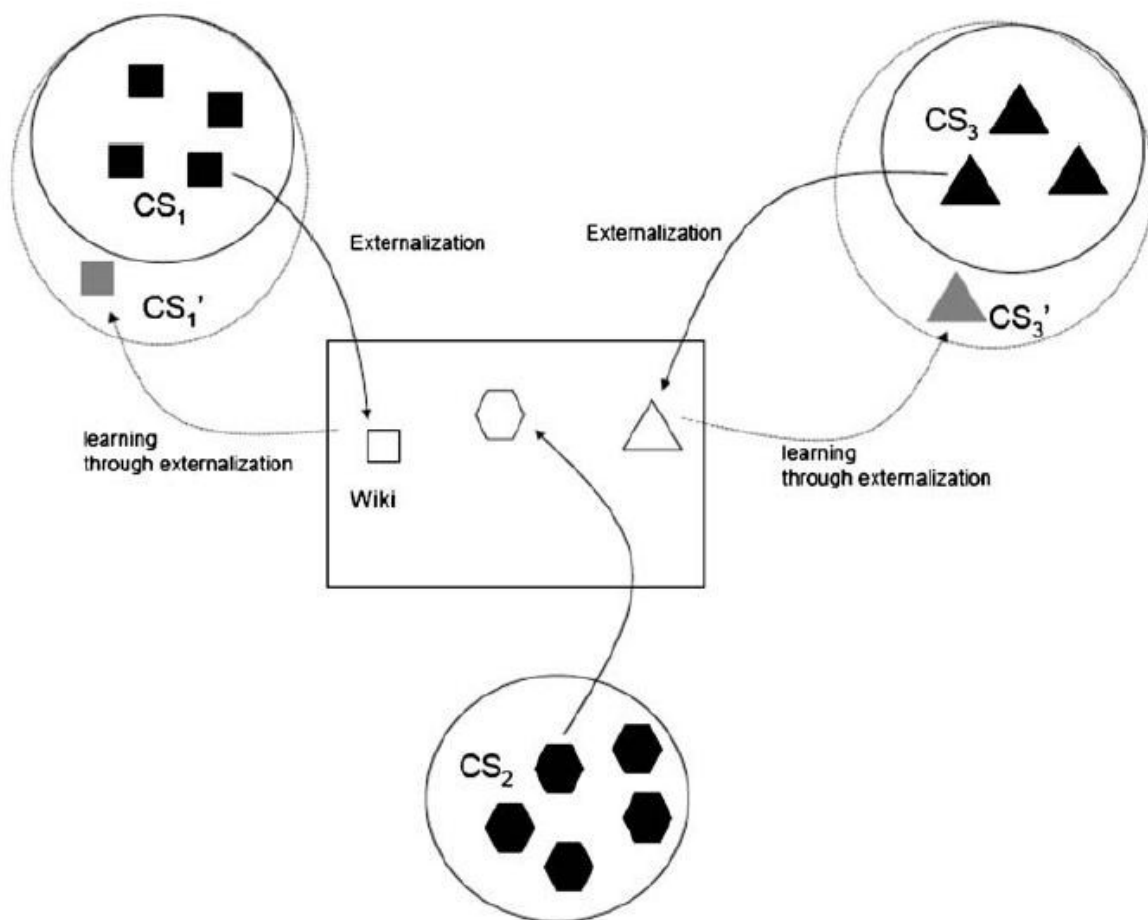 CS₁
CS₃
Externalization
Externalization
CS₁'
CS₃'
learning
through externalization
learning
through externalization
Wiki
CS₂